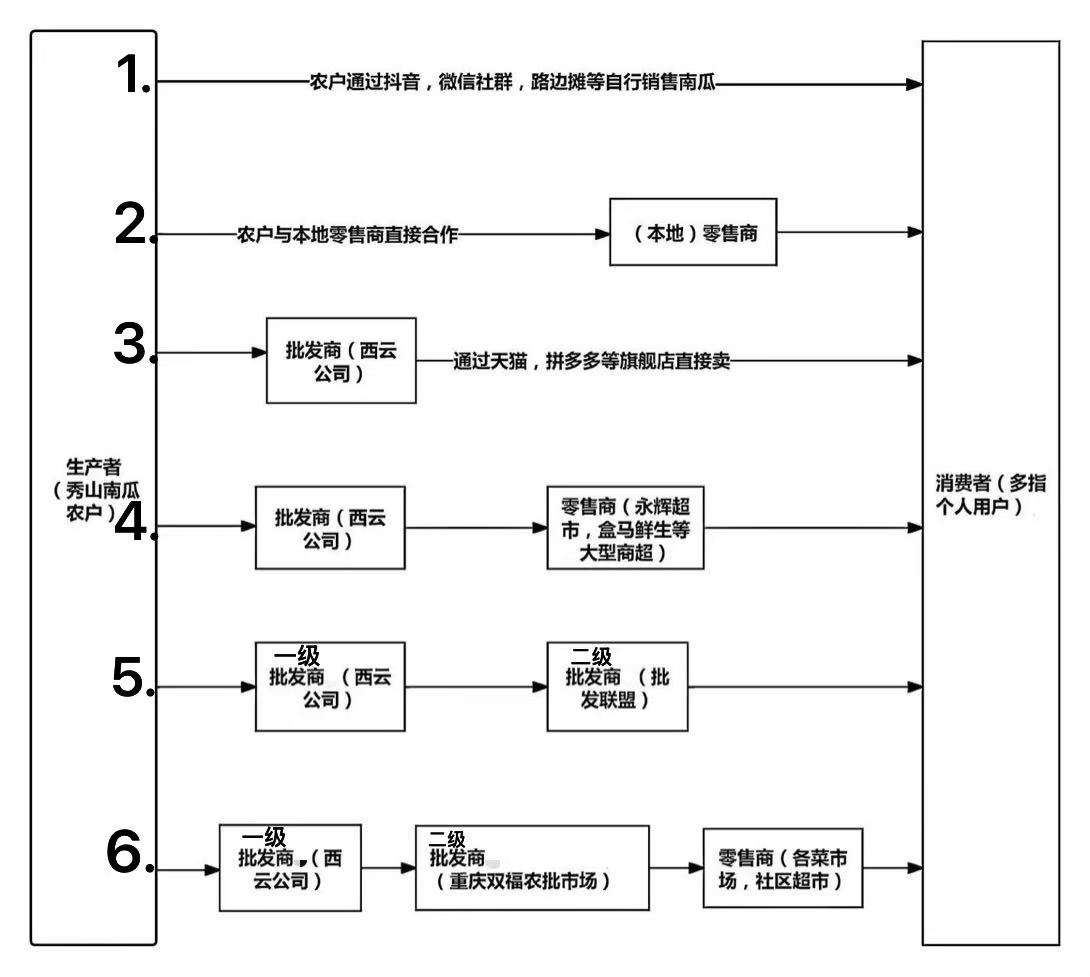 1.
农户通过抖音，微信社群，路边摊等自行销售南瓜
2.
农户与本地零售商直接合作
（本地）零售商
3.
批发商（西云
公司）
通过天猫，拼多多等旗舰店直接卖
生产者
（秀山南瓜
农户）
消费者（多指
个人用户）
4.
批发商（西云
公司）
零售商（永辉超
市，盒马鲜生等
大型商超）
5.
一级
批发商 （西云
公司）
二级
批发商 （批
发联盟）
6.
一级
批发商，（西
云公司）
二级
批发商
（重庆双福农批市场）
零售商（各菜市
场，社区超市）